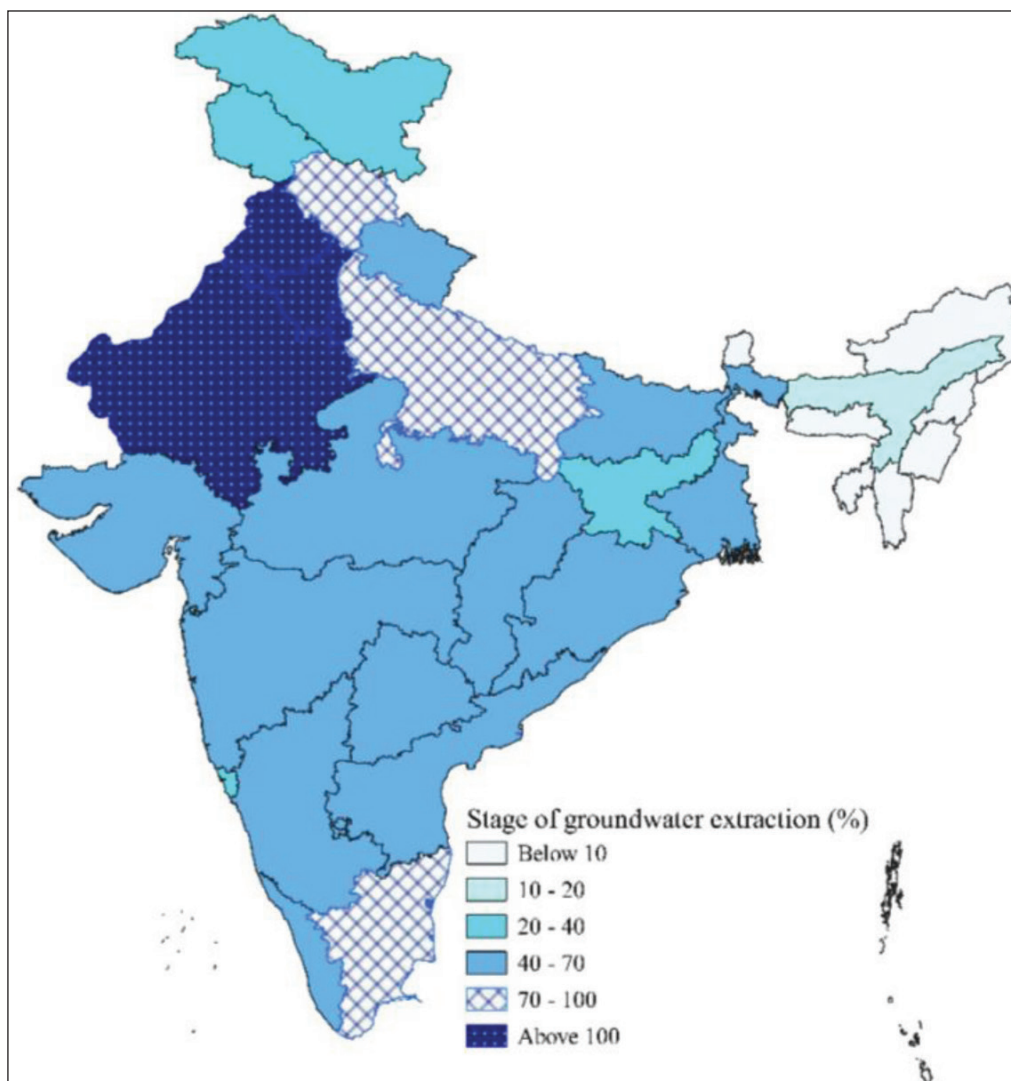 Stage of groundwater extraction (%)
Below 10
10 - 20
20 - 40
40 - 70
70 - 100
Above 100